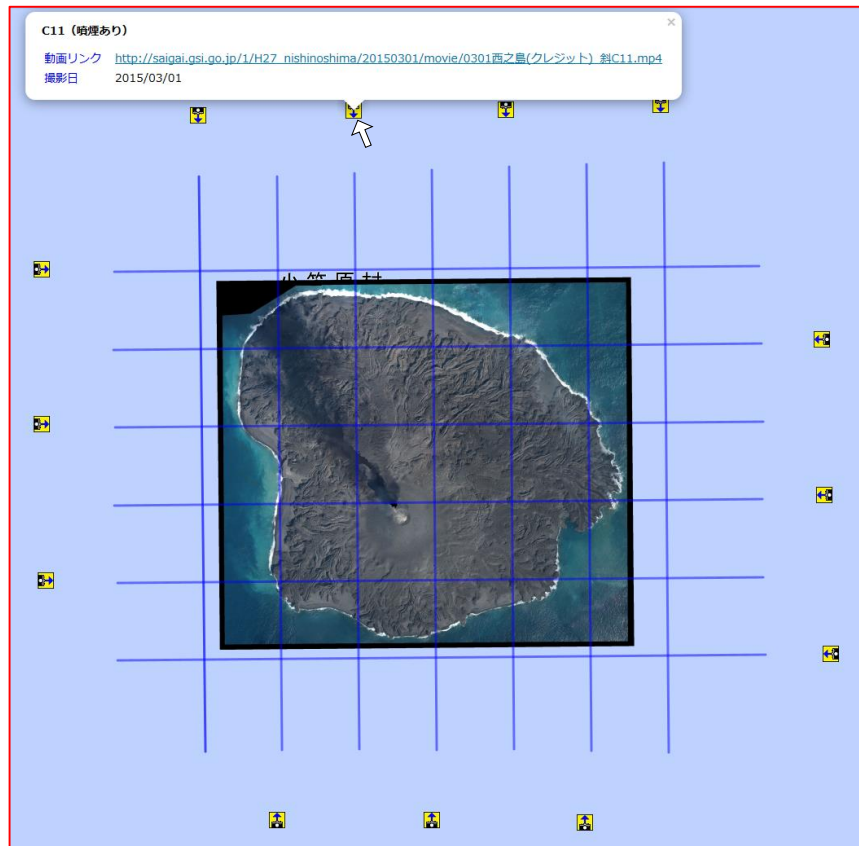 C11（噴煙あり）
動画リンク http://saigai.gsi.go.jp/1/H27_nishinoshima/20150301/movie/0301西之島(クレジット)_斜C11.mp4
撮影日 2015/03/01
小笠原村